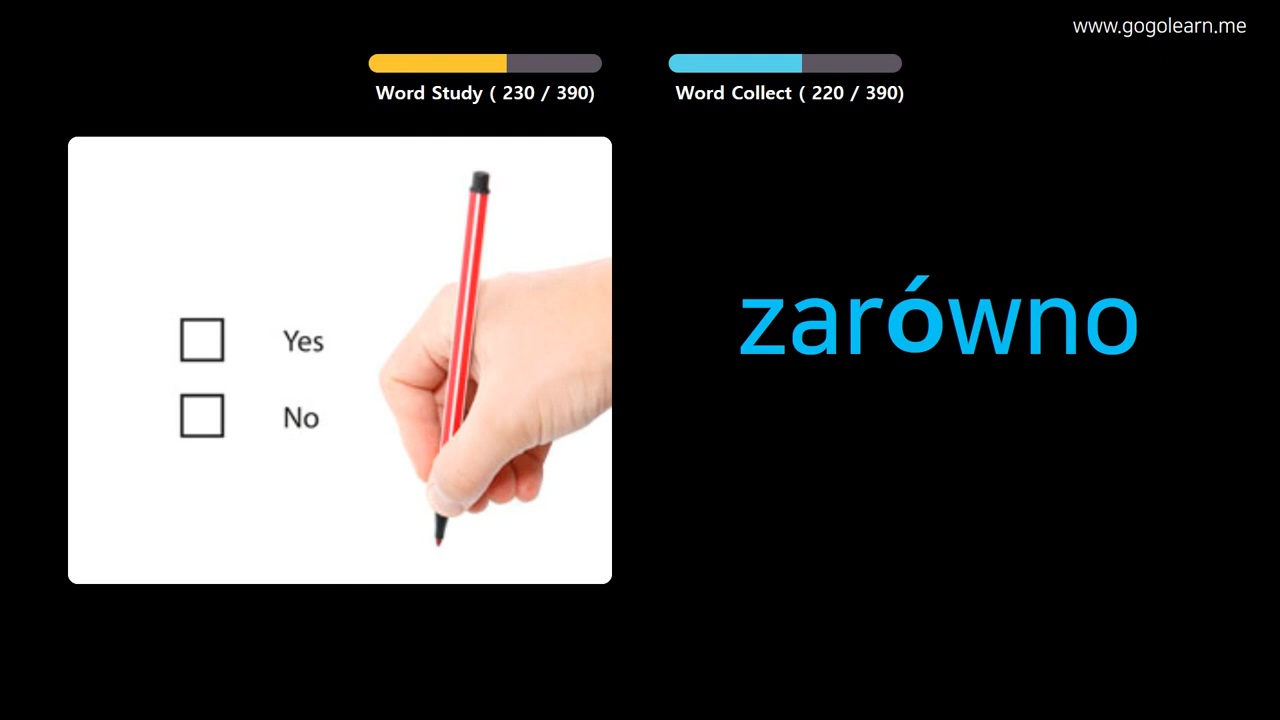 www.gogolearn.me
Word Study ( 230 / 390)
Word Collect ( 220 / 390)
Yes
No
zarówno